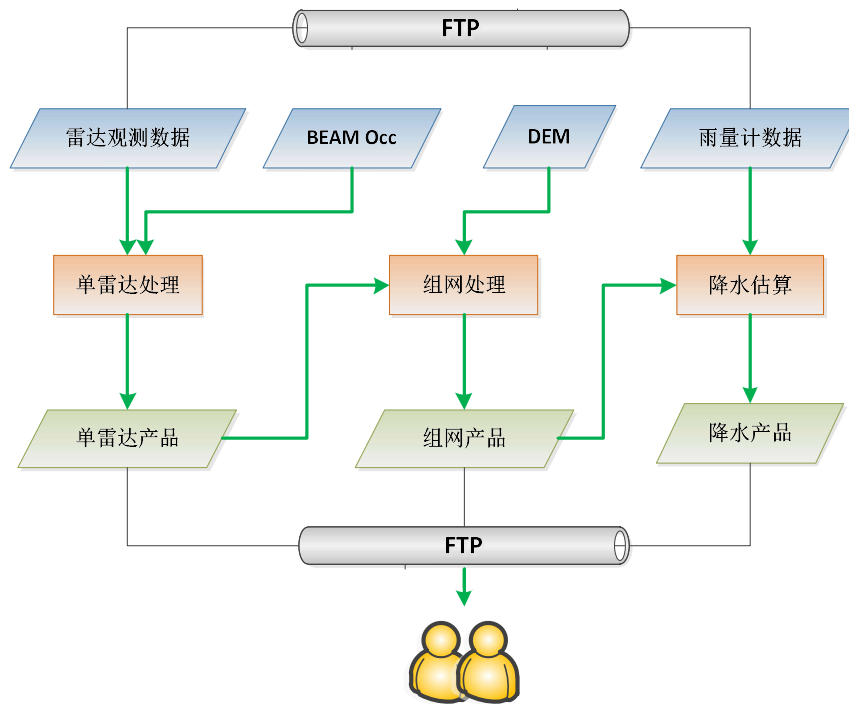 FTP
雷达观测数据
BEAM Occ
DEM
雨量计数据
单雷达处理
组网处理
降水估算
单雷达产品
组网产品
降水产品
FTP